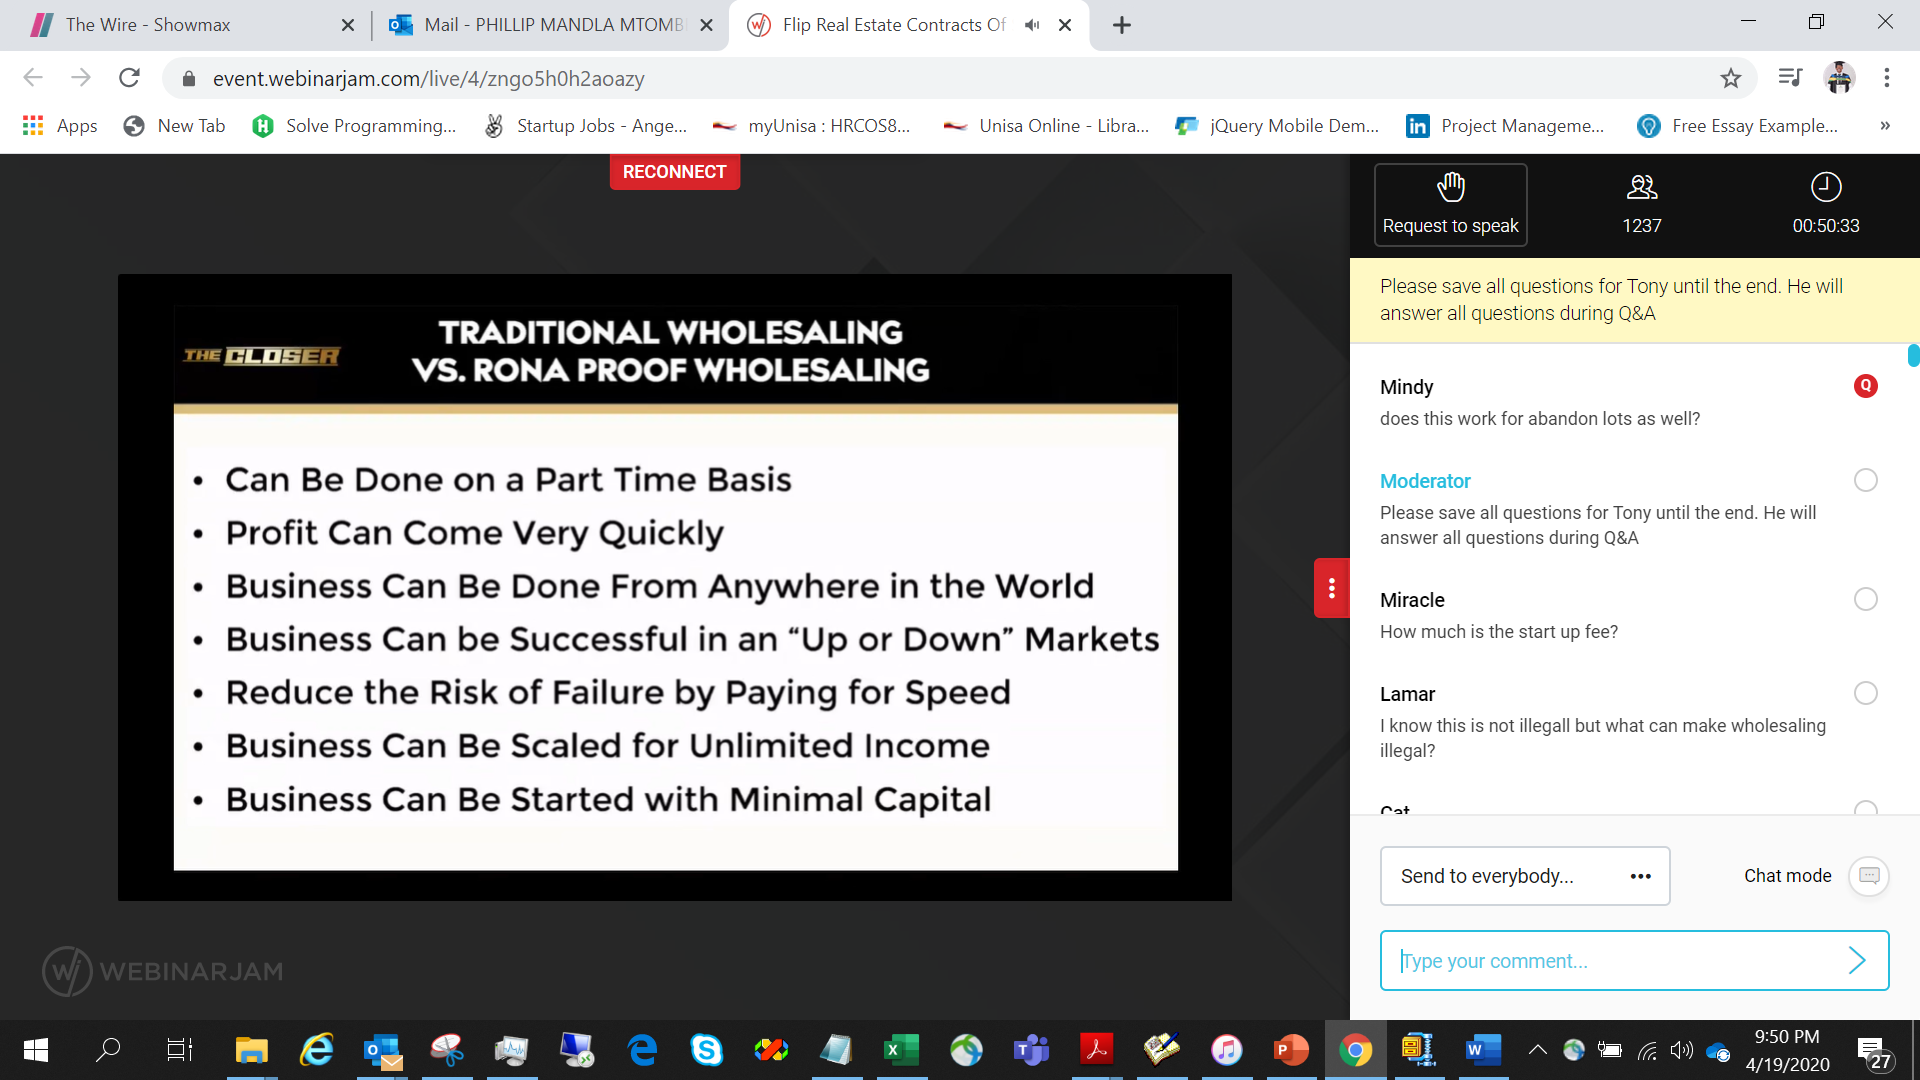 The Wire - Showmax
Mail - PHILLIP MANDLA MTOMB
Flip Real Estate Contracts Of
event.webinarjam.com/live/4/zngo5h0h2aoazy
Apps
New Tab
Solve Programming...
Startup Jobs - Ange...
myUnisa : HRCOS8...
Unisa Online - Libra...
jQuery Mobile Dem...
Project Manageme...
Free Essay Example...
RECONNECT
THE CLOSER
TRADITIONAL WHOLESALING
VS. RONA PROOF WHOLESALING
• Can Be Done on a Part Time Basis
• Profit Can Come Very Quickly
• Business Can Be Done From Anywhere in the World
• Business Can be Successful in an “Up or Down” Markets
• Reduce the Risk of Failure by Paying for Speed
• Business Can Be Scaled for Unlimited Income
• Business Can Be Started with Minimal Capital
WEBINARJAM
Request to speak
1237
00:50:33
Please save all questions for Tony until the end. He will
answer all questions during Q&A
Mindy
Q
does this work for abandon lots as well?
Moderator
Please save all questions for Tony until the end. He will
answer all questions during Q&A
Miracle
How much is the start up fee?
Lamar
I know this is not illegall but what can make wholesaling
illegal?
Cat
Send to everybody...
Chat mode
Type your comment...
9:50 PM
4/19/2020
27